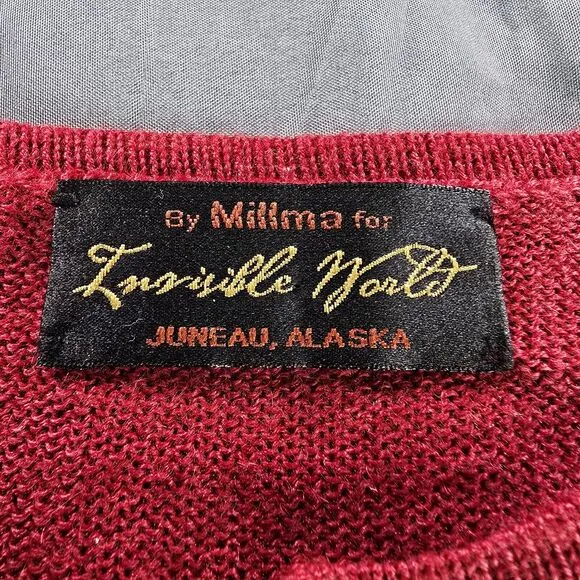 By Millma for
Invisible World
JUNEAU, ALASKA